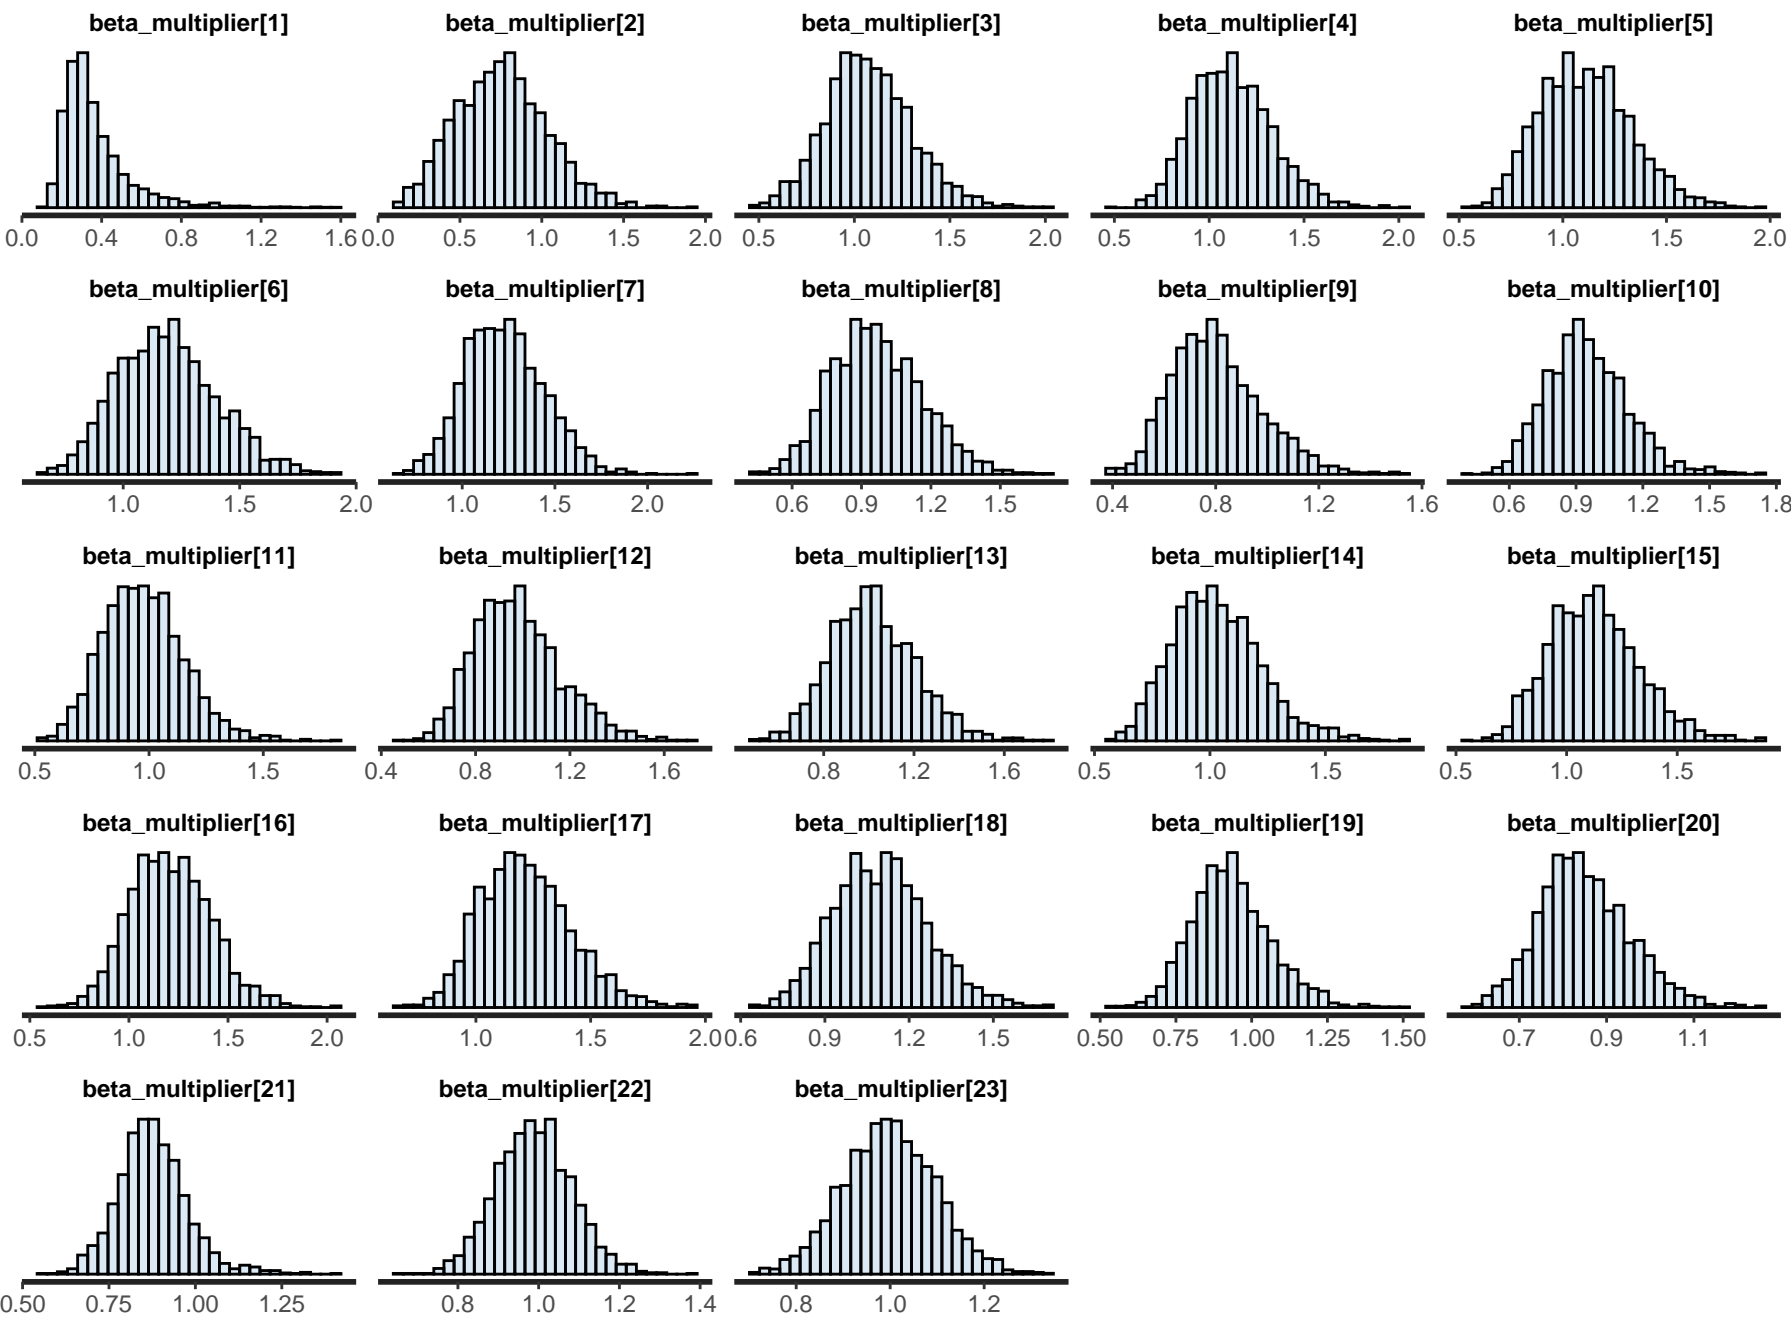 beta_multiplier[1] beta_multiplier[2] beta_multiplier[3] beta_multiplier[4] beta_multiplier[5]
0.0 0.4 0.8 1.2 1.6 0.0 0.5 1.0 1.5 2.0 0.5 1.0 1.5 2.0 0.5 1.0 1.5 2.0 0.5 1.0 1.5 2.0
beta_multiplier[6] beta_multiplier[7] beta_multiplier[8] beta_multiplier[9] beta_multiplier[10]
1.0 1.5 2.0 1.0 1.5 2.0 0.6 0.9 1.2 1.5 0.4 0.8 1.2 1.6 0.6 0.9 1.2 1.5 1.8
beta_multiplier[11] beta_multiplier[12] beta_multiplier[13] beta_multiplier[14] beta_multiplier[15]
0.5 1.0 1.5 0.4 0.8 1.2 1.6 0.8 1.2 1.6 0.5 1.0 1.5 0.5 1.0 1.5
beta_multiplier[16] beta_multiplier[17] beta_multiplier[18] beta_multiplier[19] beta_multiplier[20]
0.5 1.0 1.5 2.0 1.0 1.5 2.0 0.6 0.9 1.2 1.5 0.50 0.75 1.00 1.25 1.50 0.7 0.9 1.1
beta_multiplier[21] beta_multiplier[22] beta_multiplier[23]
0.50 0.75 1.00 1.25 0.8 1.0 1.2 1.4 0.8 1.0 1.2